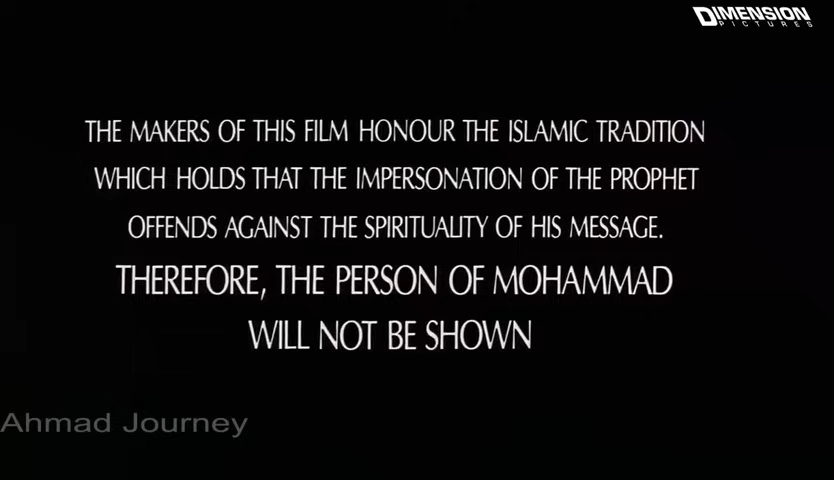 DIMENSION
PICTURES
THE MAKERS OF THIS FILM HONOUR THE ISLAMIC TRADITION
WHICH HOLDS THAT THE IMPERSONATION OF THE PROPHET
OFFENDS AGAINST THE SPIRITUALITY OF HIS MESSAGE.
THEREFORE, THE PERSON OF MOHAMMAD
WILL NOT BE SHOWN
Ahmad Journey